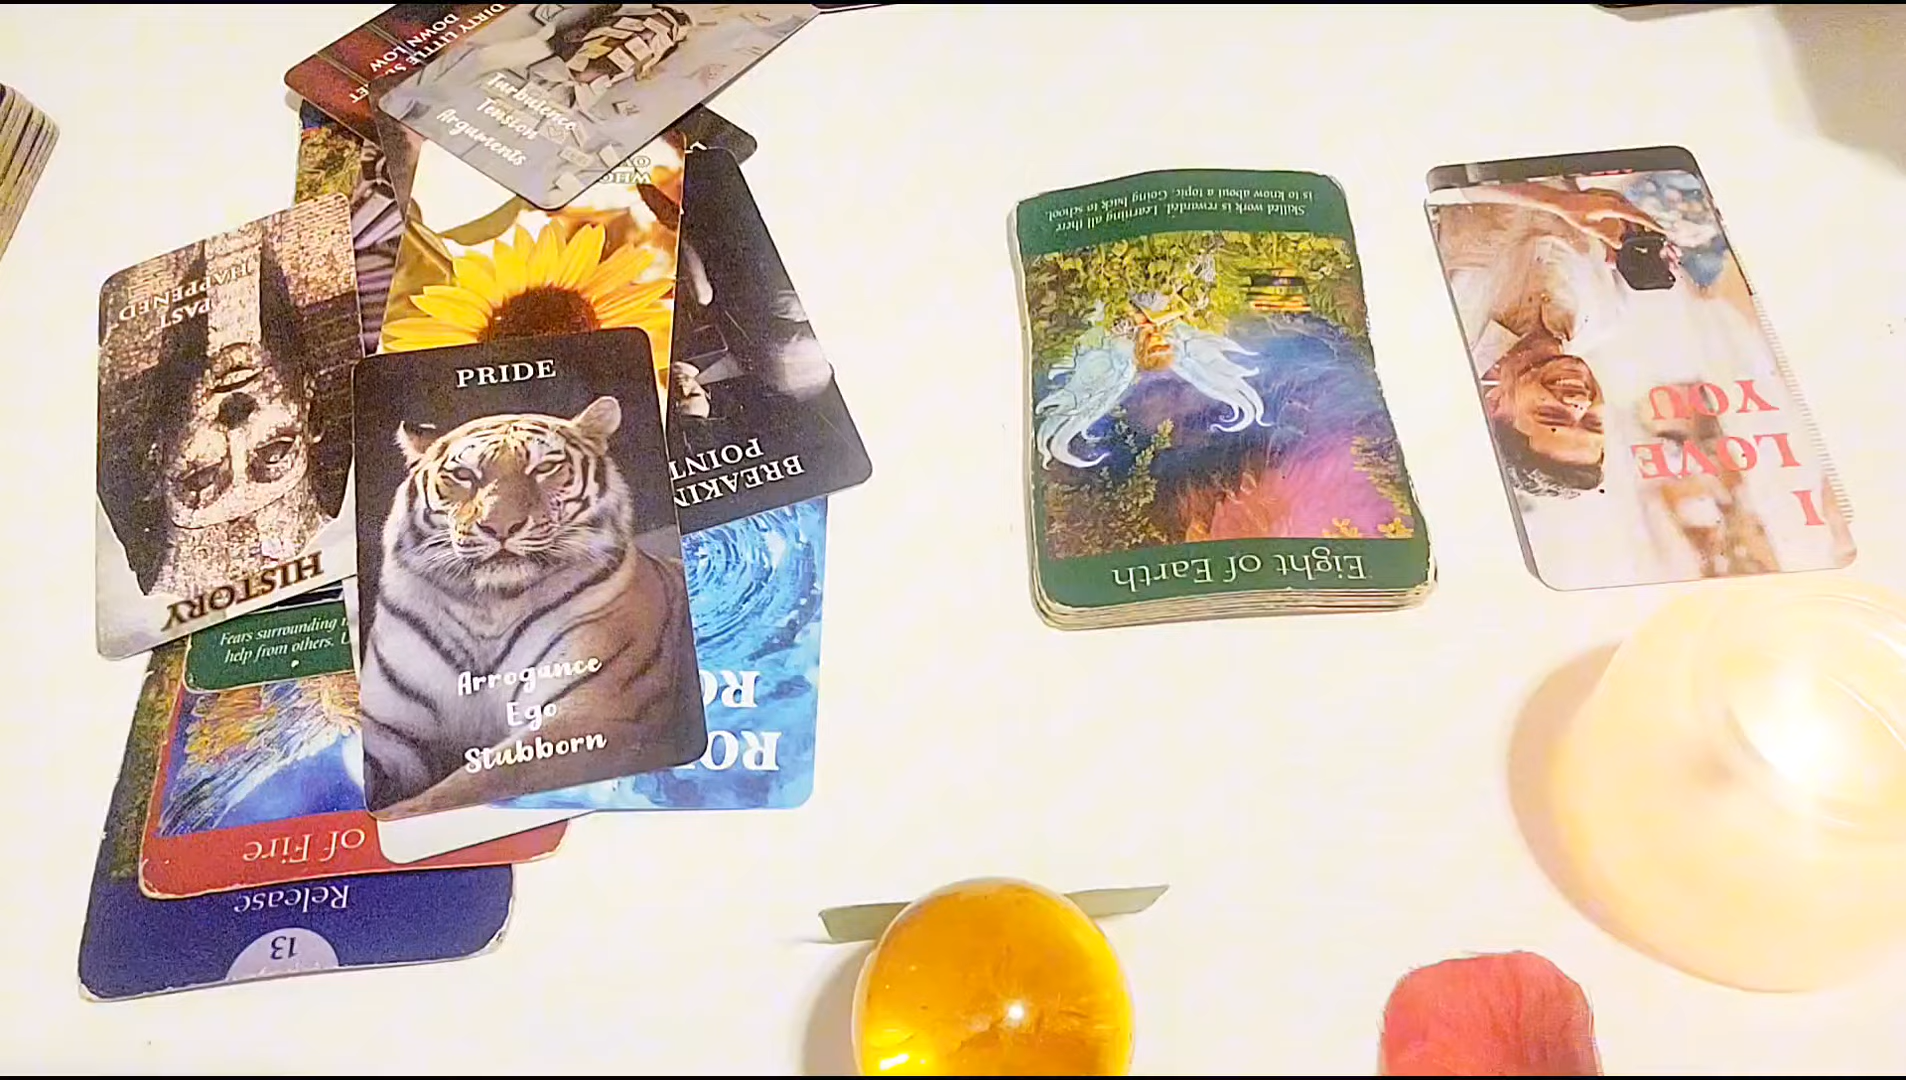 DIRTY LITTLE
DOWN LOW
Turbulence
Tension
Arguments
HISTORY
PAST
HAPPENED
PRIDE
Arrogance
Ego
Stubborn
POINT
Fears surrounding
help from others.
of Fire
Release
13
Eight of Earth
Skilled work is rewarded. Learning all there
is to know about a topic. Going back to school.
I
LOVE
YOU